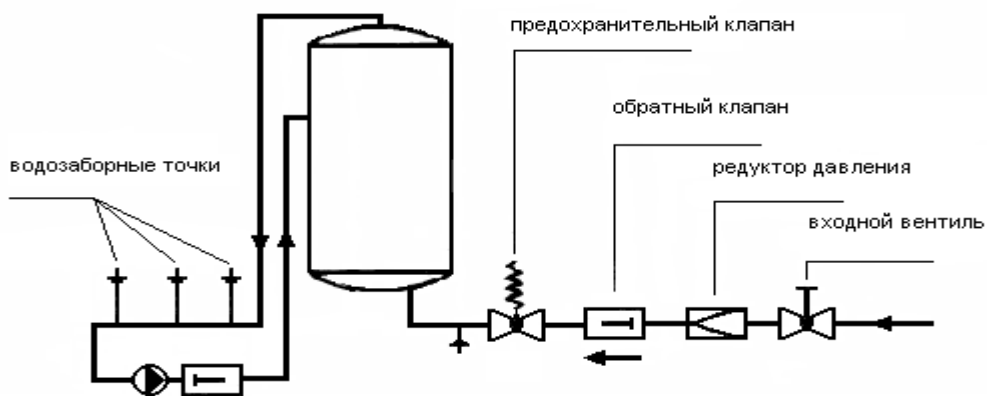 предохранительный клапан
обратный клапан
водозаборные точки
редуктор давления
входной вентиль